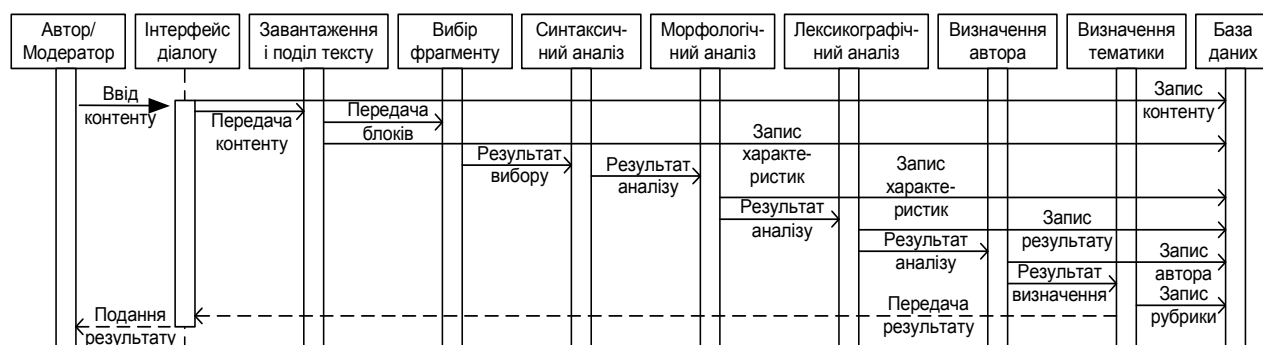 Автор/
Модератор
Інтерфейс
діалогу
Завантаження
і поділ тексту
Вибір
фрагменту
Синтаксич-
ний аналіз
Морфологіч-
ний аналіз
Лексикографіч-
ний аналіз
Визначення
автора
Визначення
тематики
База
даних
Ввід
контенту
Запис
контенту
Передача
контенту
Передача
блоків
Запис
характе-
ристик
Результат
вибору
Результат
аналізу
Запис
характе-
ристик
Результат
аналізу
Запис
результату
Результат
аналізу
Запис
автора
Результат
визначення
Запис
рубрики
Передача
результату
Подання
результату